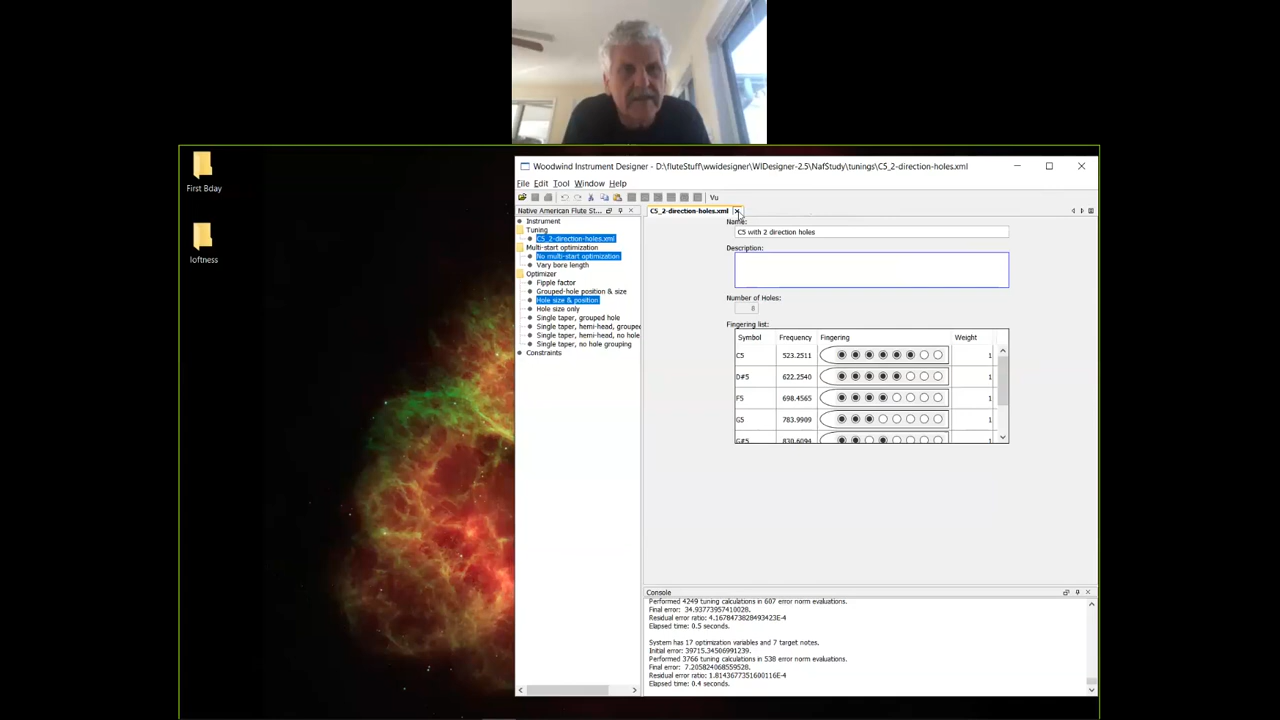 First Bday
loftness
Woodwind Instrument Designer - D:\fluteStuff\wwidesigner\WIDesigner-2.5\NafStudy\tunings\C5_2-direction-holes.xml
File Edit Tool Window Help
Vu
Native American Flute St...
Instrument
Tuning
C5_2-direction-holes.xml
Multi-start optimization
No multi-start optimization
Vary bore length
Optimizer
Fipple factor
Grouped-hole position & size
Hole size & position
Hole size only
Single taper, grouped hole
Single taper, hemi-head, groupe
Single taper, hemi-head, no hole
Single taper, no hole grouping
Constraints
C5_2-direction-holes.xml
Name:
C5 with 2 direction holes
Description:
Number of Holes:
8
Fingering list:
Symbol Frequency Fingering Weight
C5 523.2511 1
D#5 622.2540 1
F5 698.4565 1
G5 783.9909 1
G#5 830.6094 1
Console
Performed 4249 tuning calculations in 607 error norm evaluations.
Final error: 34.93773957410028.
Residual error ratio: 4.1678473828493423E-4
Elapsed time: 0.5 seconds.
System has 17 optimization variables and 7 target notes.
Initial error: 39715.34506991239.
Performed 3766 tuning calculations in 538 error norm evaluations.
Final error: 7.205824068559528.
Residual error ratio: 1.8143677351600116E-4
Elapsed time: 0.4 seconds.